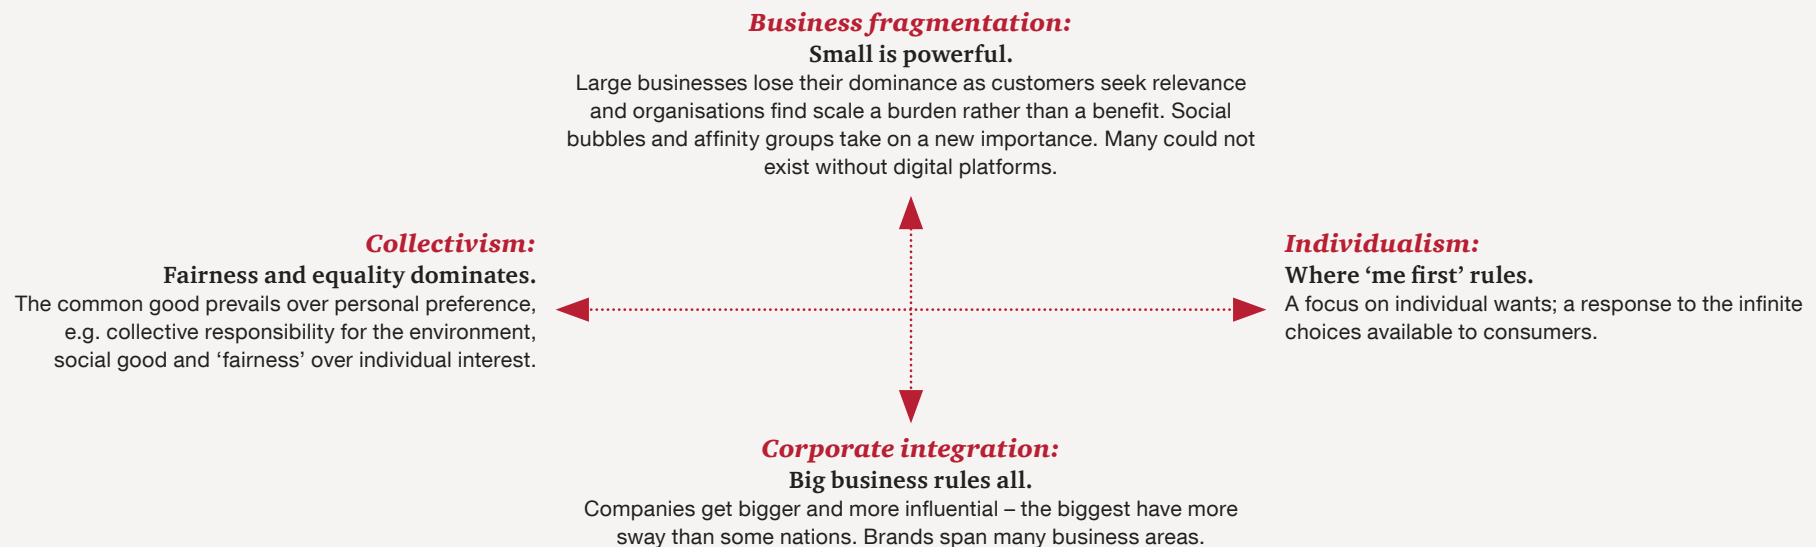 Business fragmentation:
Small is powerful.
Large businesses lose their dominance as customers seek relevance
and organisations find scale a burden rather than a benefit. Social
bubbles and affinity groups take on a new importance. Many could not
exist without digital platforms.
Collectivism:
Fairness and equality dominates.
The common good prevails over personal preference,
e.g. collective responsibility for the environment,
social good and ‘fairness’ over individual interest.
Individualism:
Where ‘me first’ rules.
A focus on individual wants; a response to the infinite
choices available to consumers.
Corporate integration:
Big business rules all.
Companies get bigger and more influential – the biggest have more
sway than some nations. Brands span many business areas.